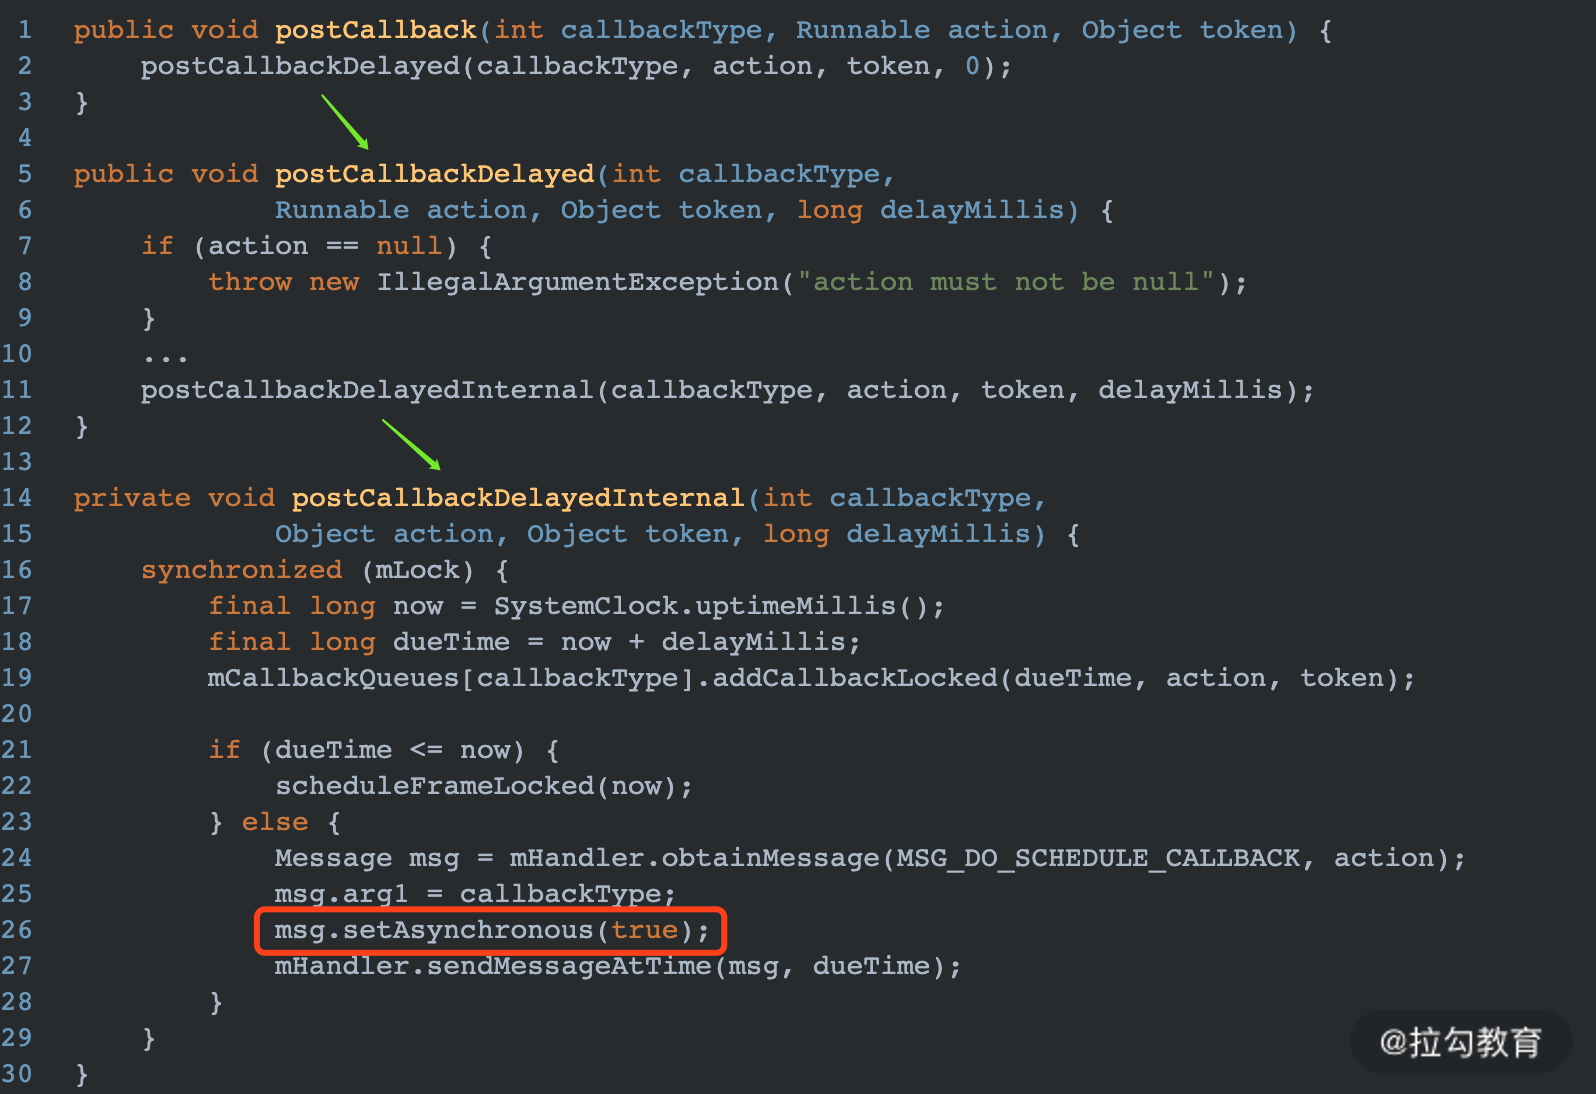 1 public void postCallback(int callbackType, Runnable action, Object token) {
2     postCallbackDelayed(callbackType, action, token, 0);
3 }
4
5 public void postCallbackDelayed(int callbackType,
6             Runnable action, Object token, long delayMillis) {
7     if (action == null) {
8         throw new IllegalArgumentException("action must not be null");
9     }
10     ...
11     postCallbackDelayedInternal(callbackType, action, token, delayMillis);
12 }
13
14 private void postCallbackDelayedInternal(int callbackType,
15             Object action, Object token, long delayMillis) {
16     synchronized (mLock) {
17         final long now = SystemClock.uptimeMillis();
18         final long dueTime = now + delayMillis;
19         mCallbackQueues[callbackType].addCallbackLocked(dueTime, action, token);
20
21         if (dueTime <= now) {
22             scheduleFrameLocked(now);
23         } else {
24             Message msg = mHandler.obtainMessage(MSG_DO_SCHEDULE_CALLBACK, action);
25             msg.arg1 = callbackType;
26             msg.setAsynchronous(true);
27             mHandler.sendMessageAtTime(msg, dueTime);
28         }
29     }
30 }
@拉勾教育